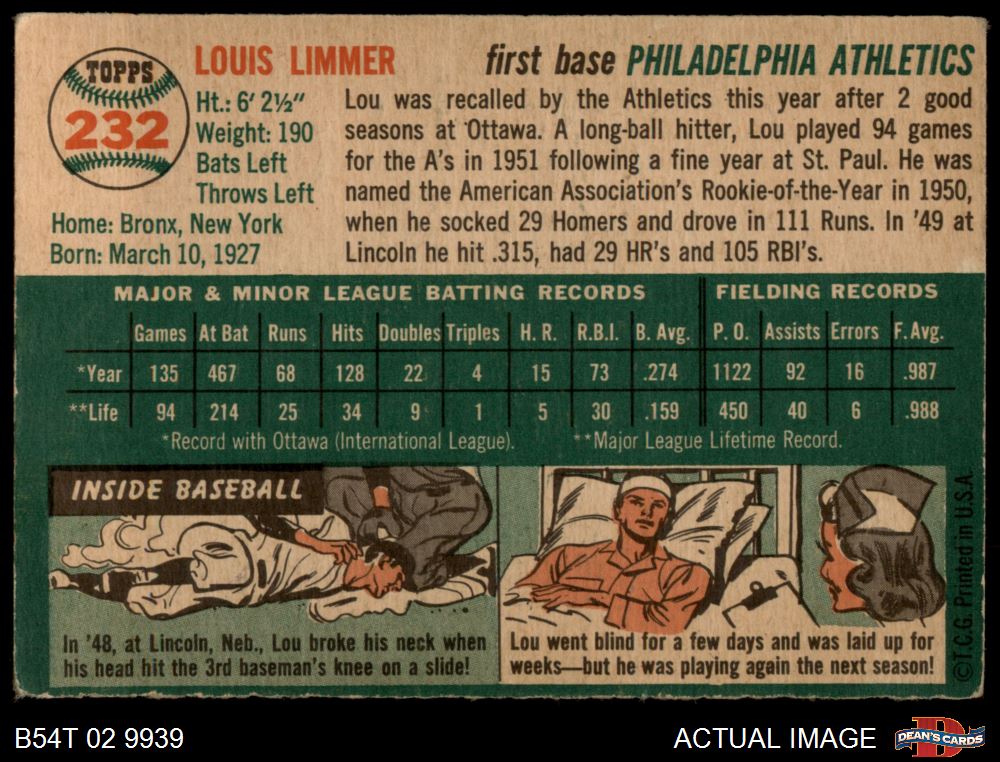 TOPPS
232
LOUIS LIMMER
first base PHILADELPHIA ATHLETICS
Ht.: 6' 2½"
Weight: 190
Bats Left
Throws Left
Home: Bronx, New York
Born: March 10, 1927
Lou was recalled by the Athletics this year after 2 good
seasons at Ottawa. A long-ball hitter, Lou played 94 games
for the A's in 1951 following a fine year at St. Paul. He was
named the American Association's Rookie-of-the-Year in 1950,
when he socked 29 Homers and drove in 111 Runs. In '49 at
Lincoln he hit .315, had 29 HR's and 105 RBI's.
MAJOR & MINOR LEAGUE BATTING RECORDS FIELDING RECORDS
Games At Bat Runs Hits Doubles Triples H. R. R.B.I. B. Avg. P. O. Assists Errors F. Avg.
*Year 135 467 68 128 22 4 15 73 .274 1122 92 16 .987
**Life 94 214 25 34 9 1 5 30 .159 450 40 6 .988
*Record with Ottawa (International League). **Major League Lifetime Record.
INSIDE BASEBALL
In '48, at Lincoln, Neb., Lou broke his neck when
his head hit the 3rd baseman's knee on a slide!
Lou went blind for a few days and was laid up for
weeks—but he was playing again the next season!
©T.C.G. Printed in U.S.A.
B54T 02 9939
ACTUAL IMAGE
DEAN'S CARDS